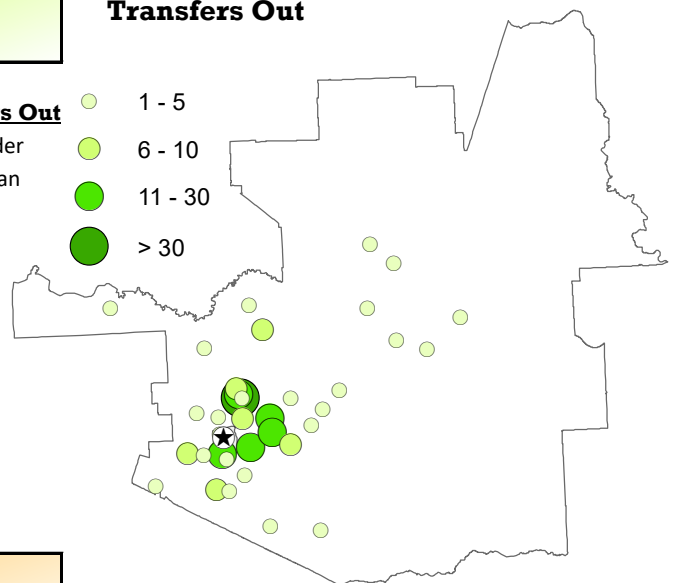 Transfers Out
s Out
der
an
1 - 5
6 - 10
11 - 30
> 30